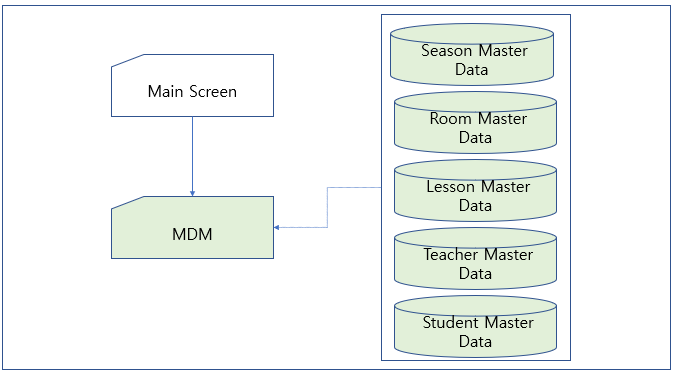 Main Screen
MDM
Season Master
Data
Room Master
Data
Lesson Master
Data
Teacher Master
Data
Student Master
Data